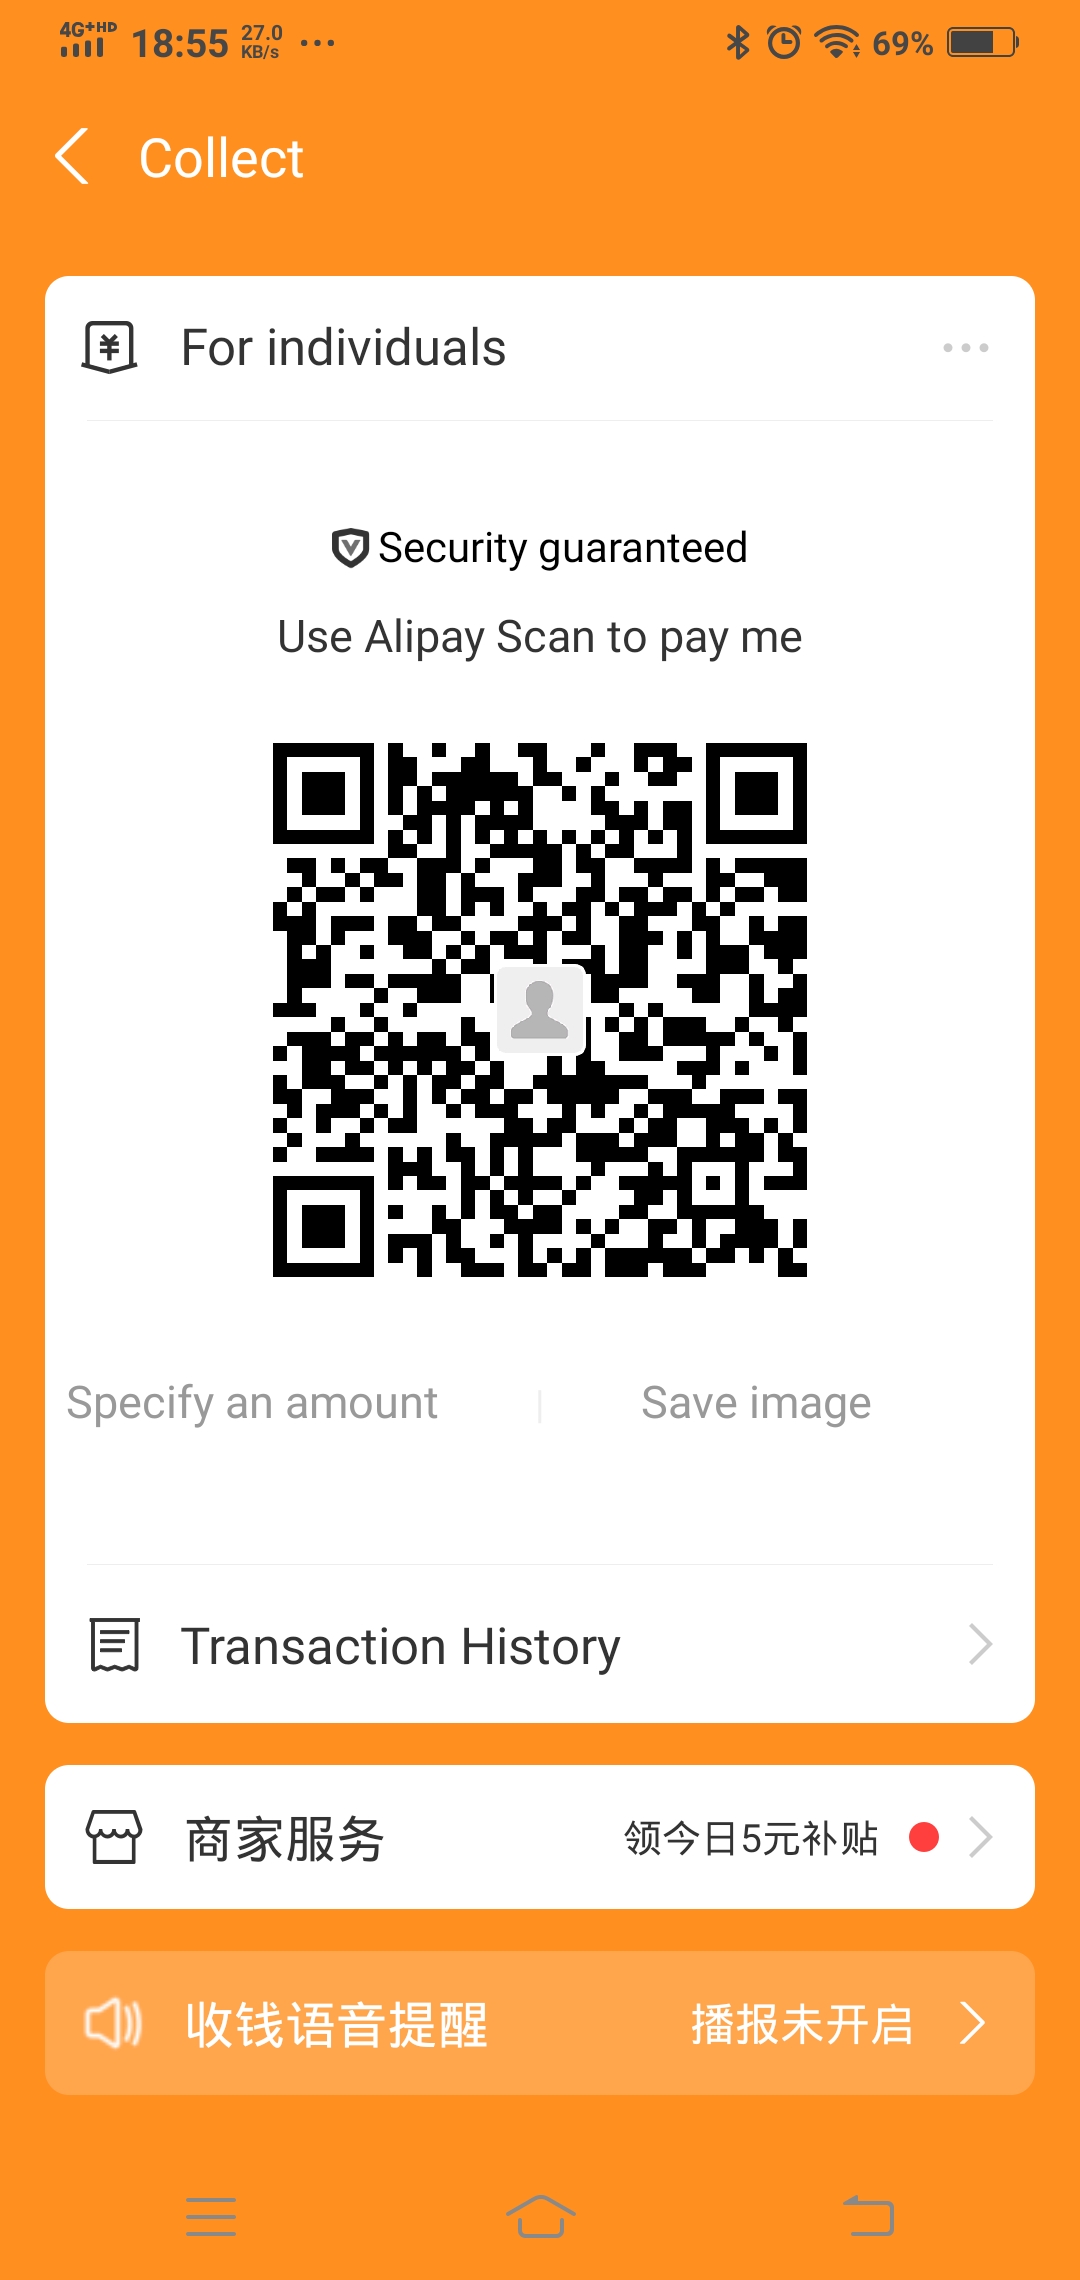 4G+HD 18:55 27.0 KB/s ... 69%
Collect
For individuals
Security guaranteed
Use Alipay Scan to pay me
Specify an amount | Save image
Transaction History
商家服务 领今日5元补贴
收钱语音提醒 播报未开启